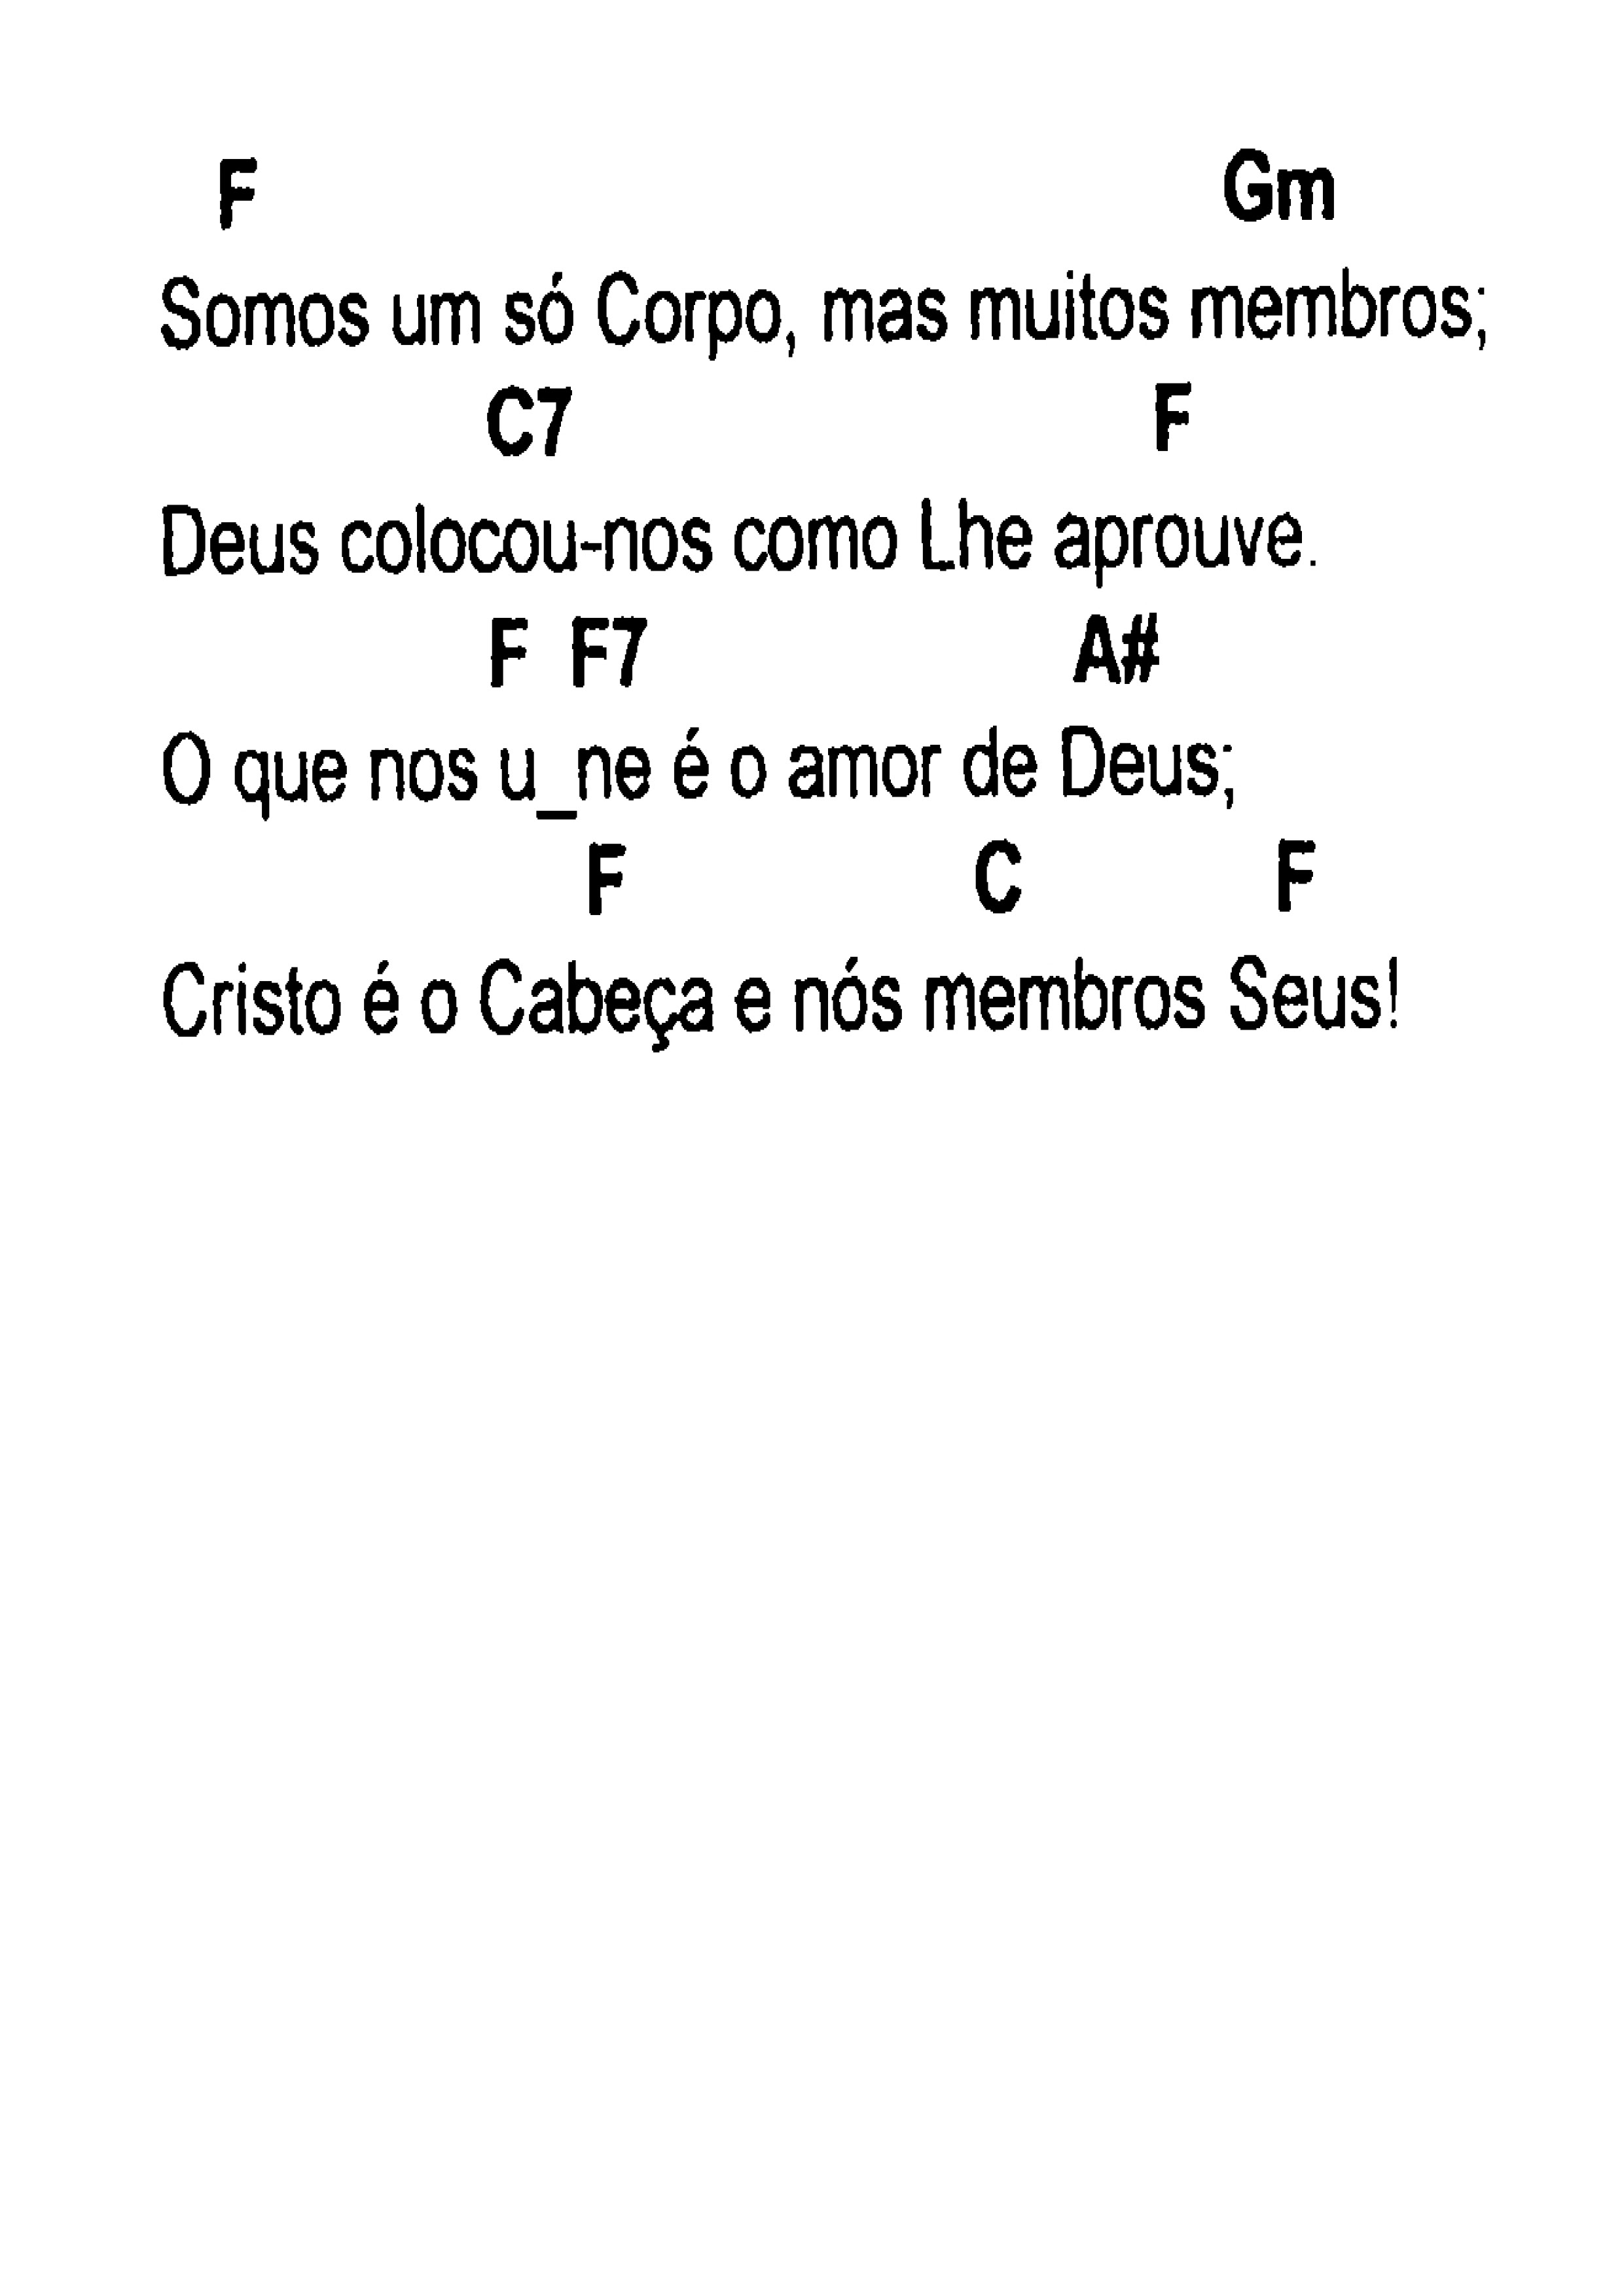 F Gm
Somos um só Corpo, mas muitos membros;
C7 F
Deus colocou-nos como Lhe aprouve.
F F7 A#
O que nos u_ne é o amor de Deus;
F C F
Cristo é o Cabeça e nós membros Seus!